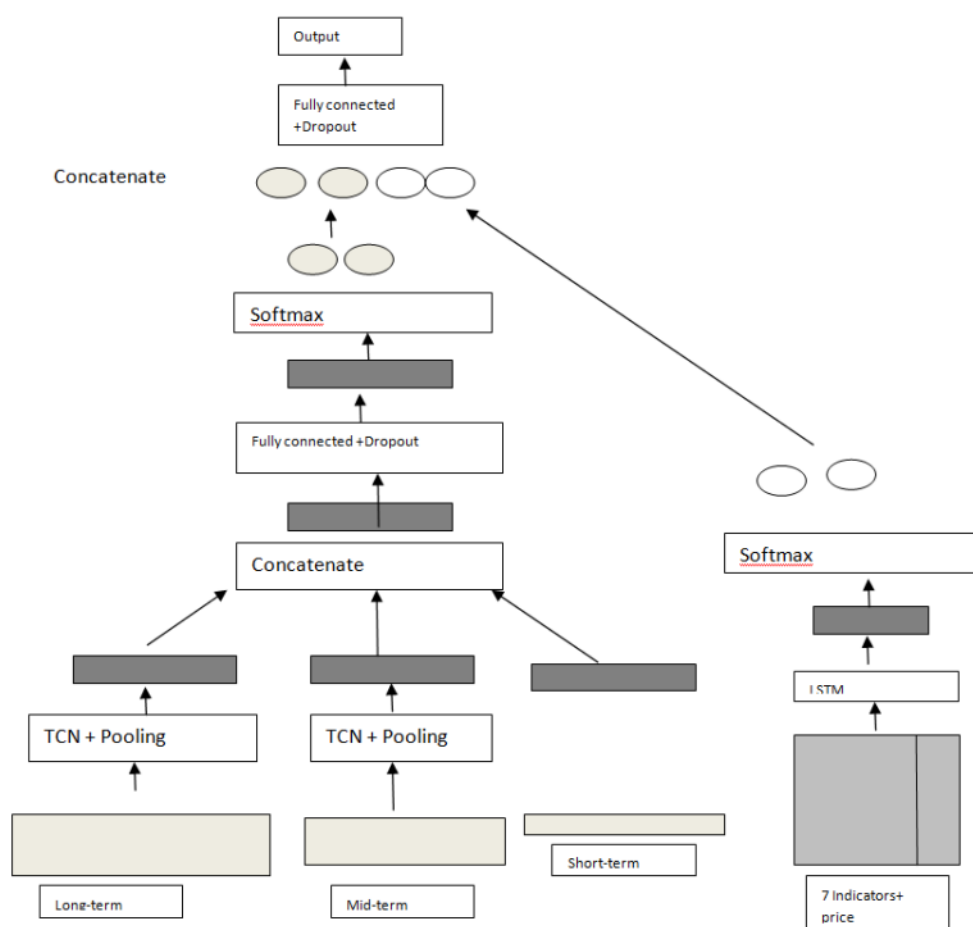 Output
Fully connected
+Dropout
Concatenate
Softmax
Fully connected +Dropout
Concatenate
Softmax
LSTM
TCN + Pooling
TCN + Pooling
Short-term
Long-term
Mid-term
7 Indicators+
price